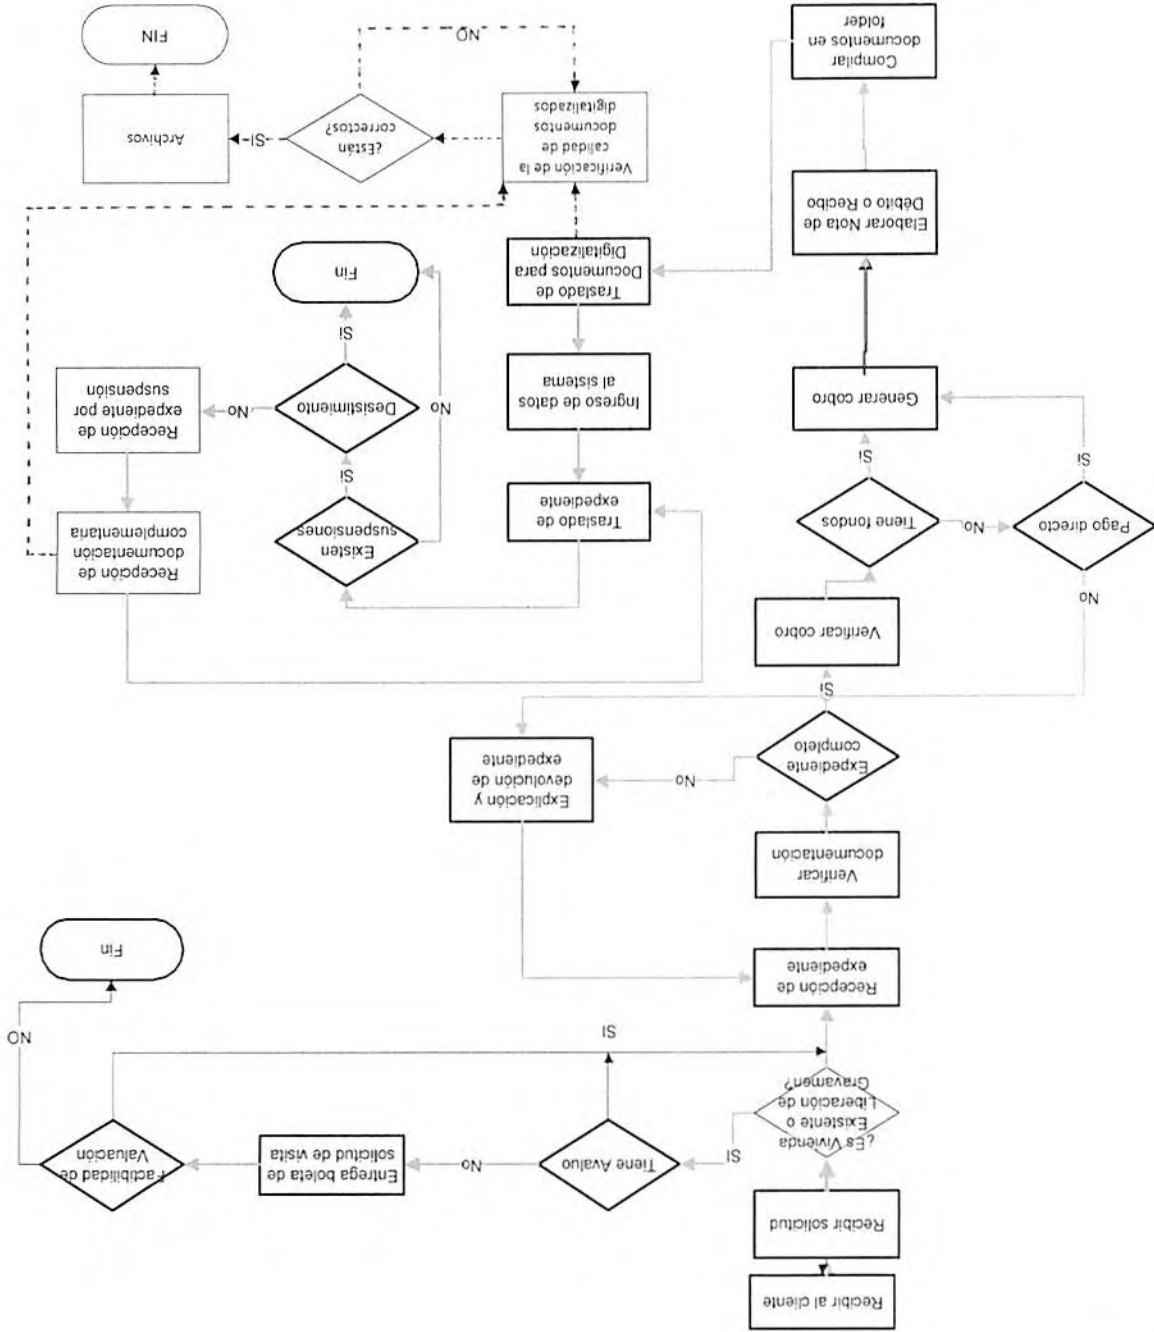 Recibir al cliente
Recibir solicitud
¿Es Vivienda
Existente o
Liberación de
Gravamen?
SI
Tiene Avaluo
No
Entrega boleta de
solicitud de visita
Factibilidad de
Valuación
NO
SI
Fin
Recepción de
expediente
Verificar
documentación
Expediente
completo
No
Explicación y
devolución de
expediente
Si
Verificar cobro
Tiene fondos
No
Pago directo
No
Si
Si
Generar cobro
Elaborar Nota de
Débito o Recibo
Compilar
documentos en
folder
Traslado de
Documentos para
Digitalización
Ingreso de datos
al sistema
Traslado de
expediente
Existen
suspensiones
Si
No
Desistimiento
Si
No
Fin
Recepción de
expediente por
suspensión
Recepción de
documentación
complementaria
Verificación de la
calidad de
documentos
digitalizados
¿Están
correctos?
NO
SI
Archivos
FIN